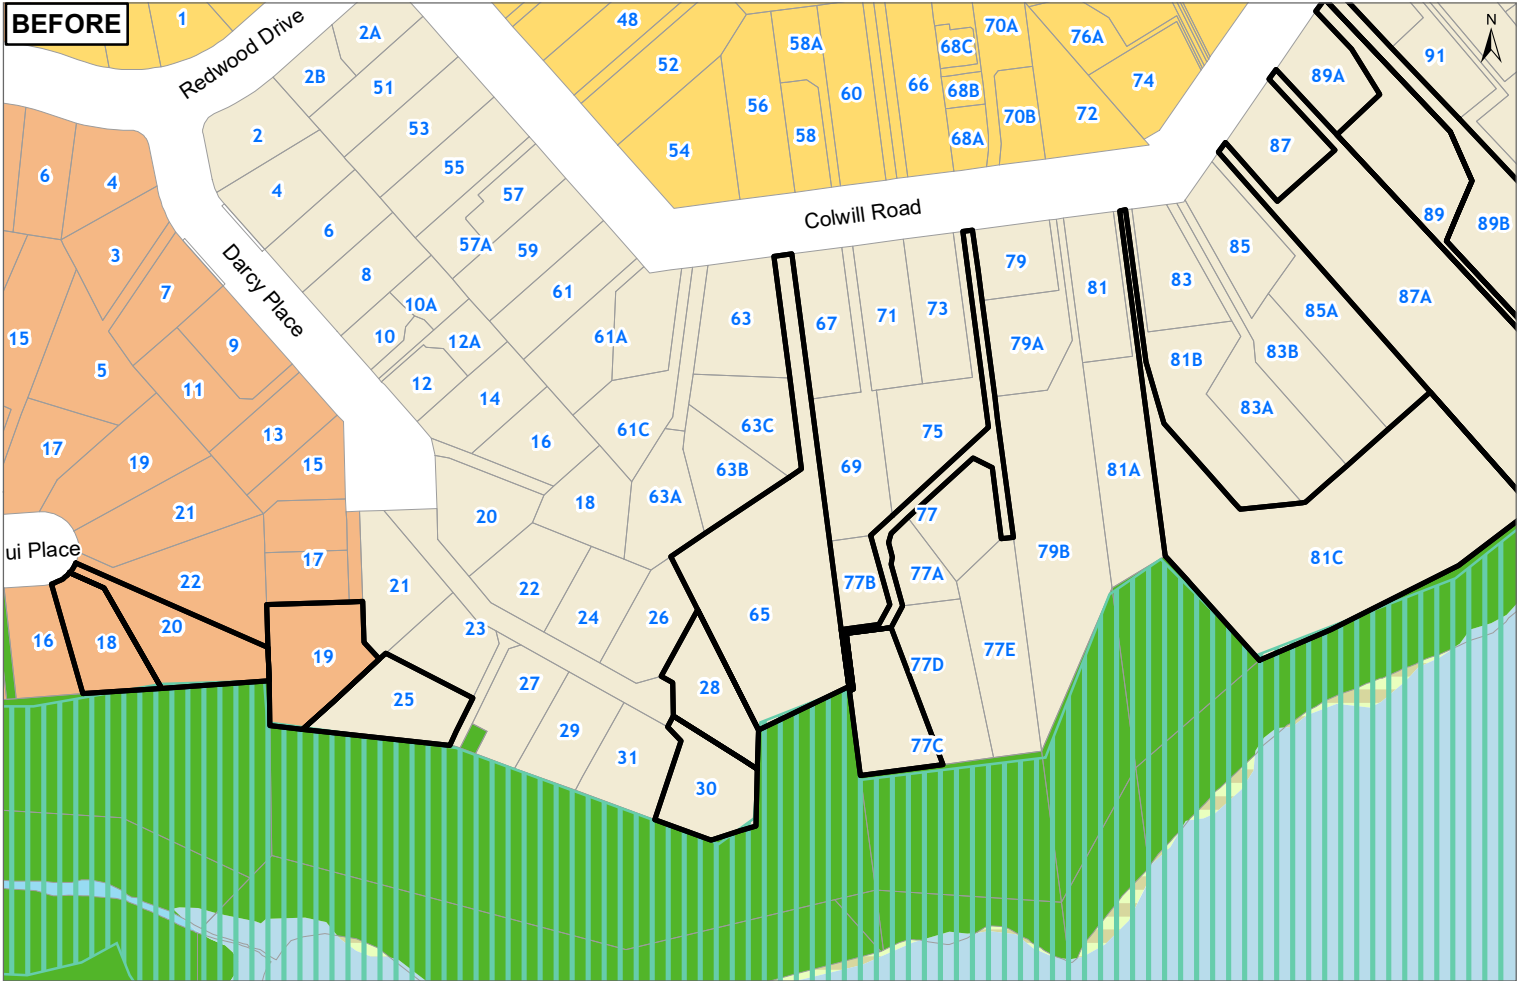 BEFORE
1
Redwood Drive
2A
48
58A
68C
70A
76A
N
91
2B
51
52
89A
74
56
60
66
68B
53
2
54
58
68A
70B
72
87
6
4
55
4
57
6
57A
59
Colwill Road
89
89B
3
7
Darcy Place
8
61
10A
79
81
83
85
87A
15
9
10
12A
61A
63
67
71
73
79A
85A
5
11
12
14
81B
83B
83A
17
19
13
15
16
61C
63C
75
63B
69
81A
21
20
18
63A
77
ui Place
22
17
21
22
24
26
65
77B
77A
79B
81C
16
18
20
19
23
77D
77E
25
27
28
29
31
77C
30